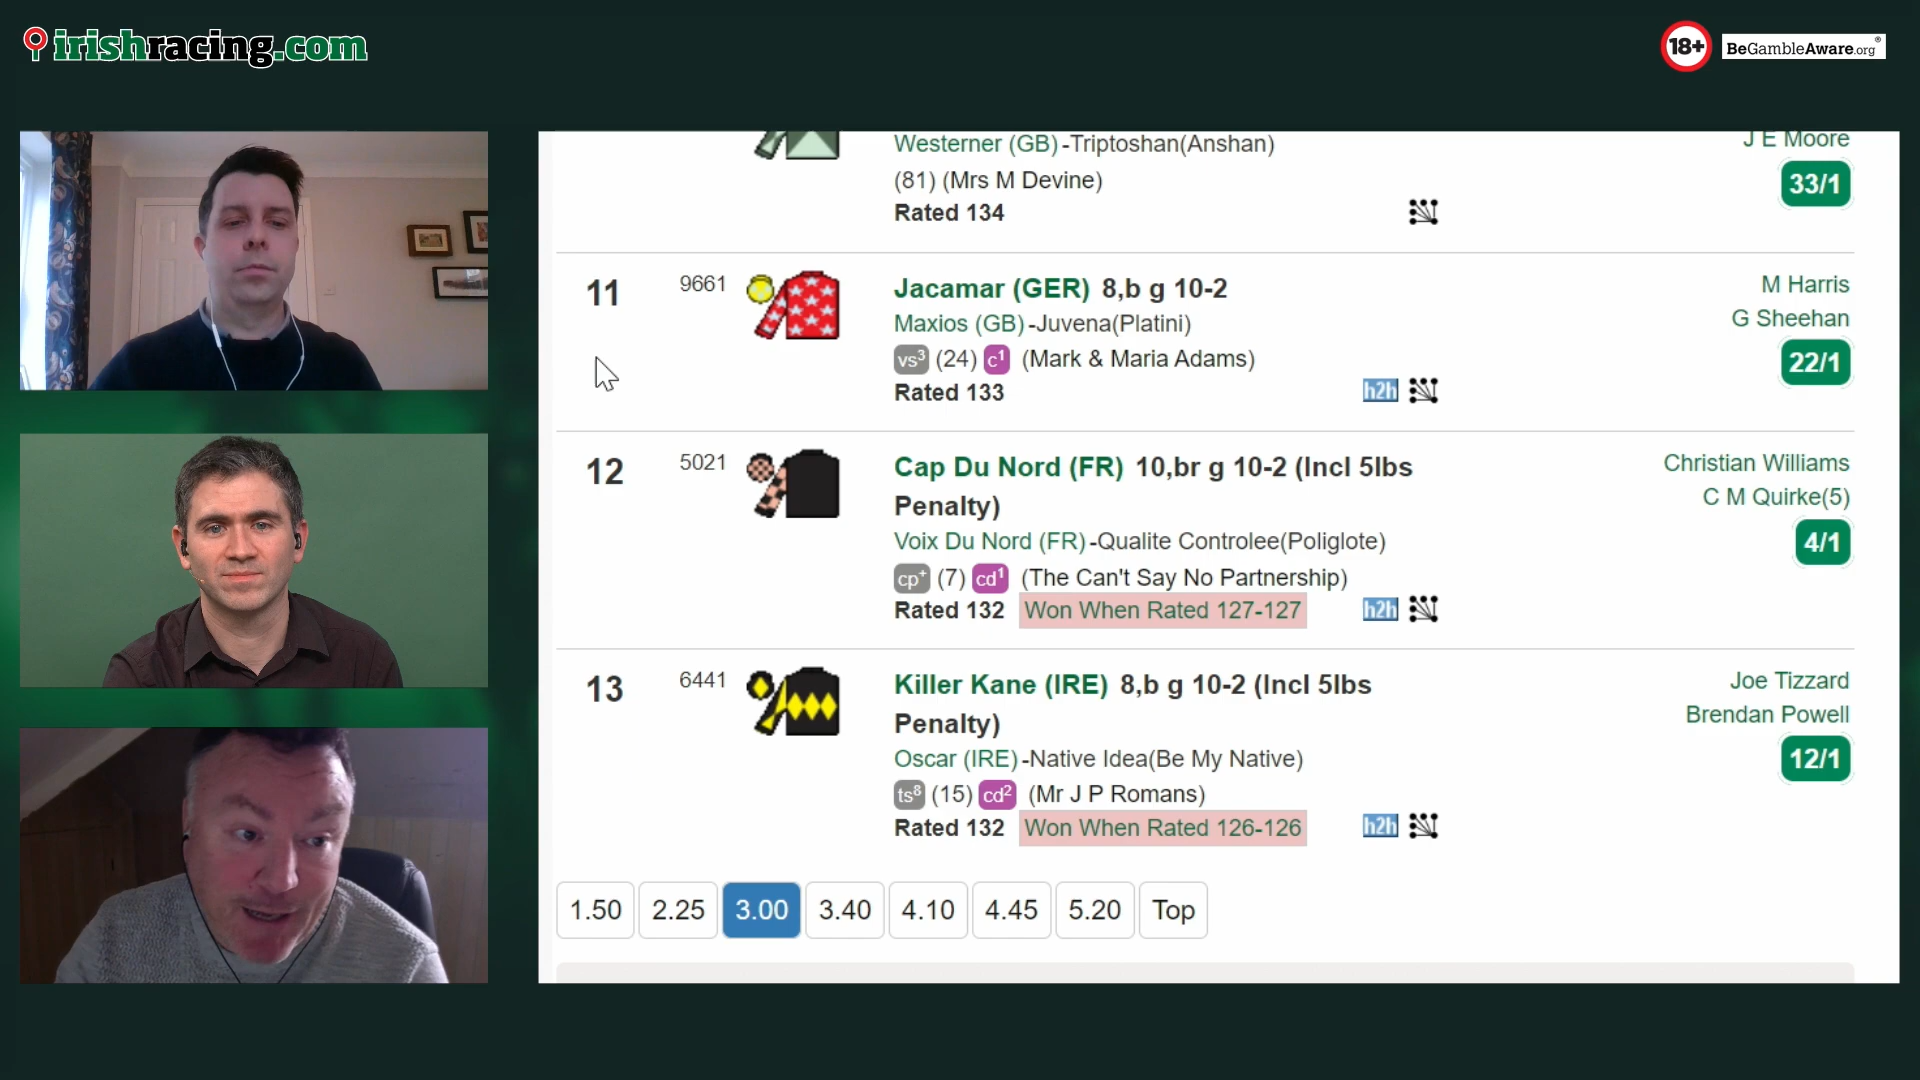 irishracing.com
18+ BeGambleAware.org®
Westerner (GB)-Triptoshan(Anshan)
J E Moore
(81) (Mrs M Devine)
33/1
Rated 134
11 9661 Jacamar (GER) 8,b g 10-2
M Harris
Maxios (GB)-Juvena(Platini)
G Sheehan
vs3 (24) c1 (Mark & Maria Adams)
22/1
Rated 133 h2h
12 5021 Cap Du Nord (FR) 10,br g 10-2 (Incl 5lbs
Penalty)
Christian Williams
C M Quirke(5)
Voix Du Nord (FR)-Qualite Controlee(Poliglote)
4/1
cp+ (7) cd1 (The Can't Say No Partnership)
Rated 132 Won When Rated 127-127 h2h
13 6441 Killer Kane (IRE) 8,b g 10-2 (Incl 5lbs
Penalty)
Joe Tizzard
Brendan Powell
Oscar (IRE)-Native Idea(Be My Native)
12/1
ts8 (15) cd2 (Mr J P Romans)
Rated 132 Won When Rated 126-126 h2h
1.50 2.25 3.00 3.40 4.10 4.45 5.20 Top